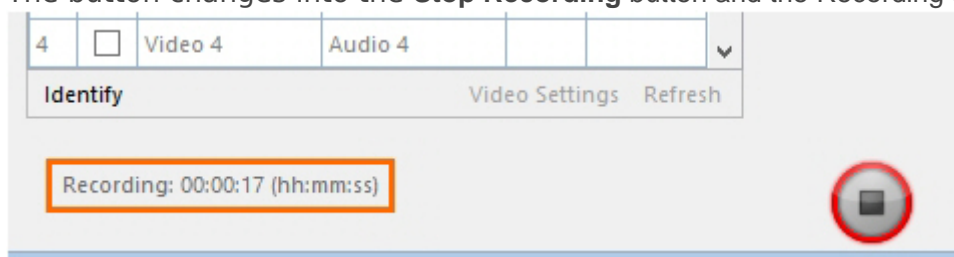 The button changes into the Stop Recording button and the Recording
4 Video 4 Audio 4
Identify Video Settings Refresh
Recording: 00:00:17 (hh:mm:ss)